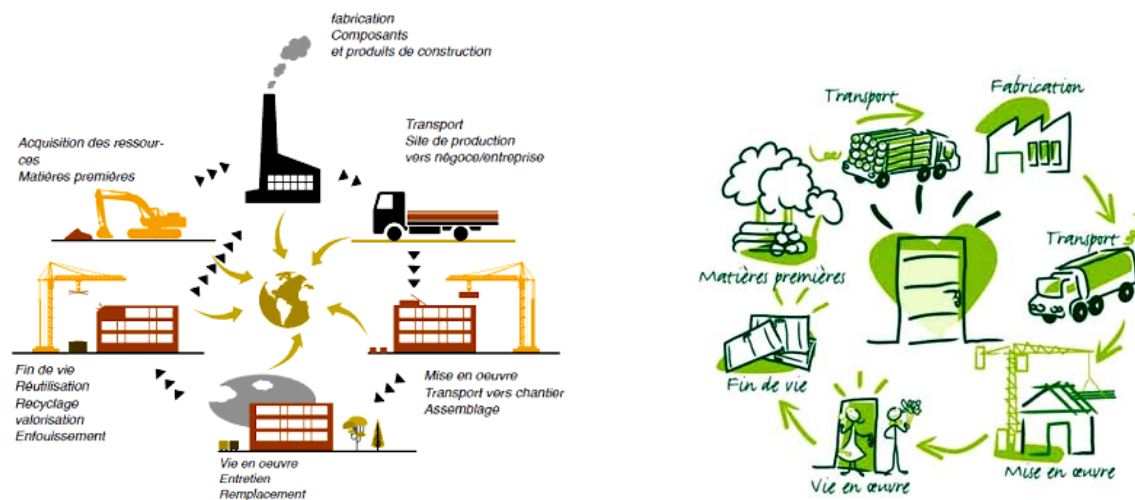 fabrication
Composants
et produits de construction
Acquisition des ressour-
ces
Matières premières
Transport
Site de production
vers négoce/entreprise
Fin de vie
Réutilisation
Recyclage
valorisation
Enfouissement
Mise en oeuvre
Transport vers chantier
Assemblage
Vie en oeuvre
Entretien
Remplacement
Transport
Fabrication
Matières premières
Transport
Fin de vie
Vie en œuvre
Mise en œuvre